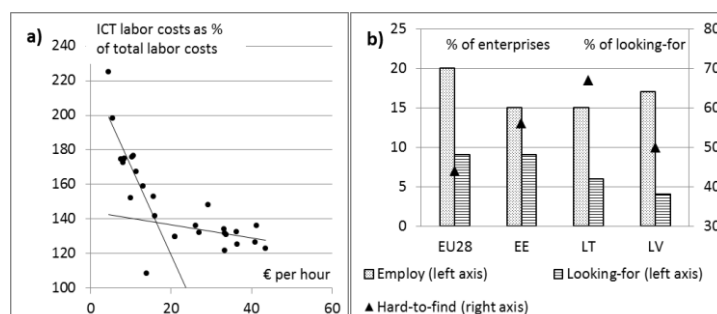 a)
ICT labor costs as %
of total labor costs
240
220
200
180
160
140
120
100
€ per hour
0 20 40 60
b)
% of enterprises % of looking-for
25
20
15
10
5
0
80
70
60
50
40
30
EU28 EE LT LV
Employ (left axis) Looking-for (left axis)
Hard-to-find (right axis)